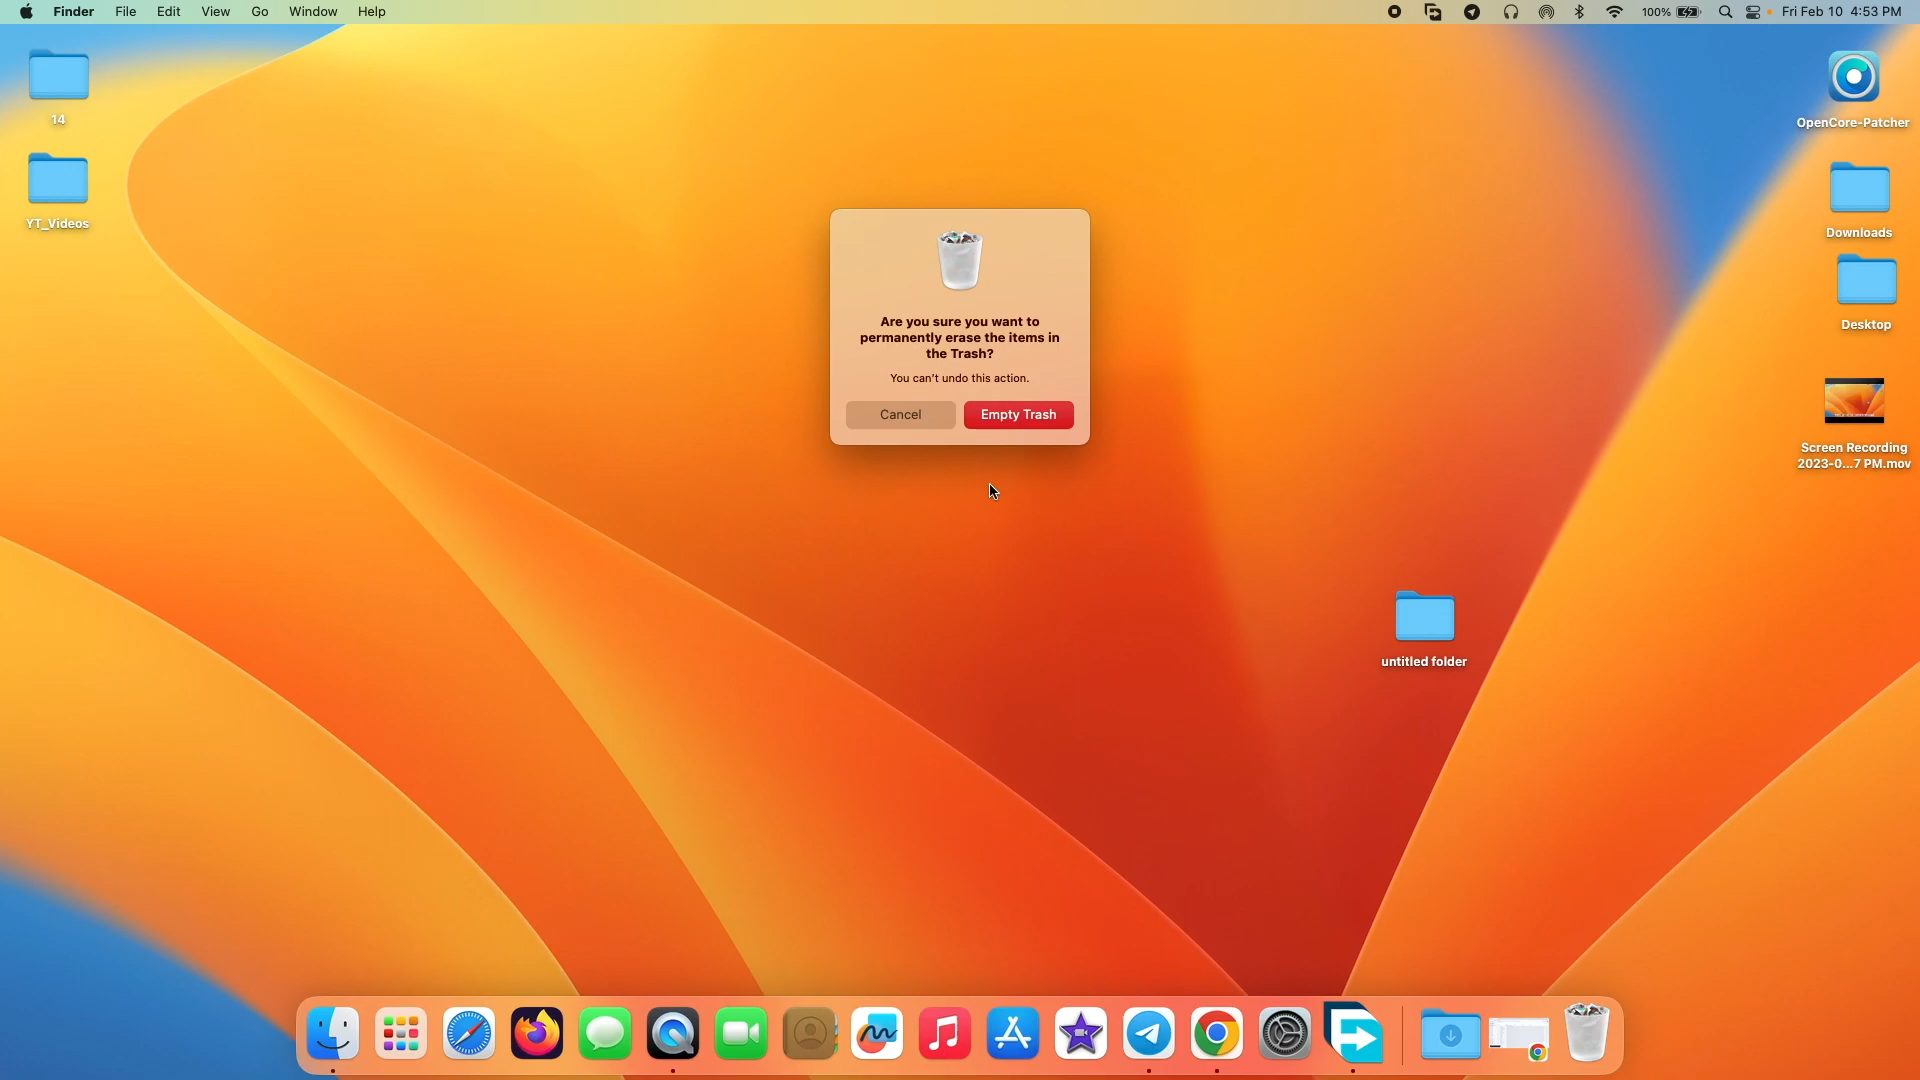 Finder File Edit View Go Window Help 100% Fri Feb 10 4:53 PM
14
YT_Videos
OpenCore-Patcher
Downloads
Desktop
Screen Recording
2023-0...7 PM.mov
Are you sure you want to
permanently erase the items in
the Trash?
You can't undo this action.
Cancel Empty Trash
untitled folder